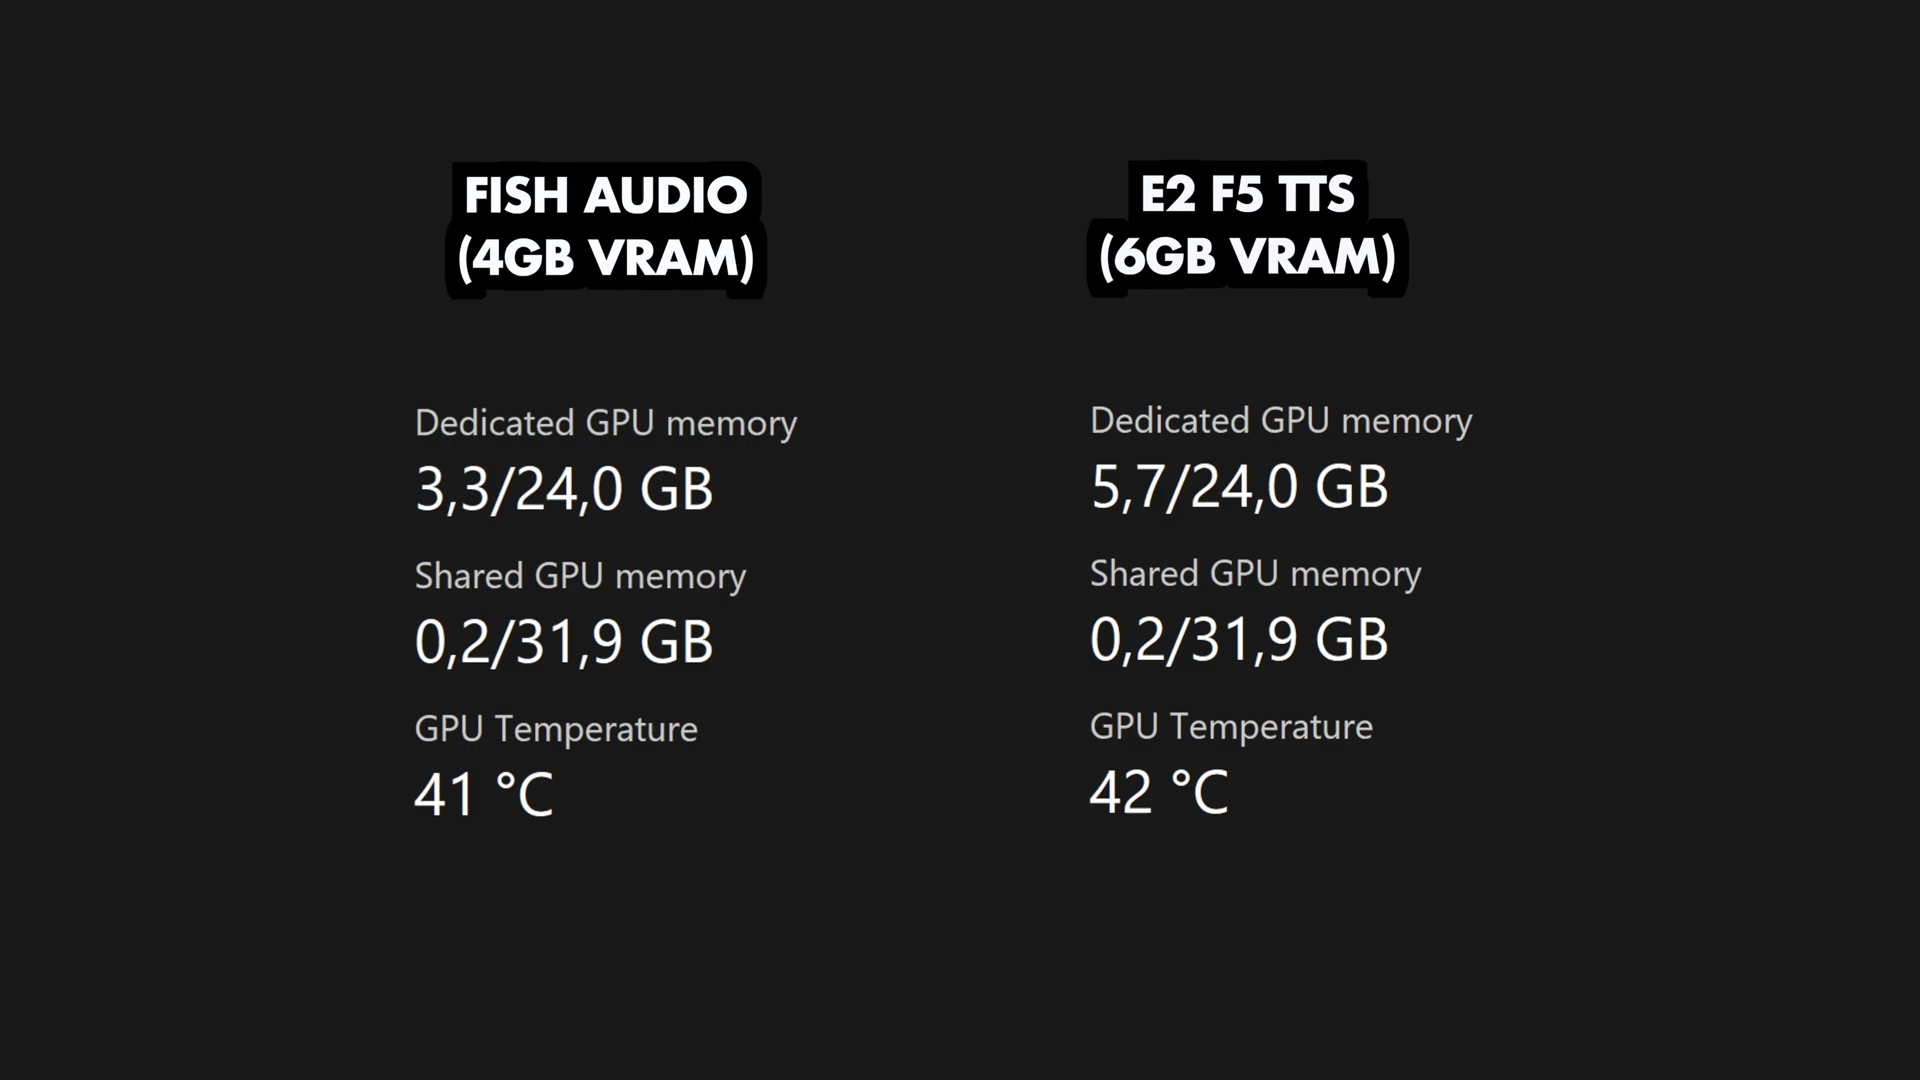 FISH AUDIO
(4GB VRAM)
Dedicated GPU memory
3,3/24,0 GB
Shared GPU memory
0,2/31,9 GB
GPU Temperature
41 °C
E2 F5 TTS
(6GB VRAM)
Dedicated GPU memory
5,7/24,0 GB
Shared GPU memory
0,2/31,9 GB
GPU Temperature
42 °C